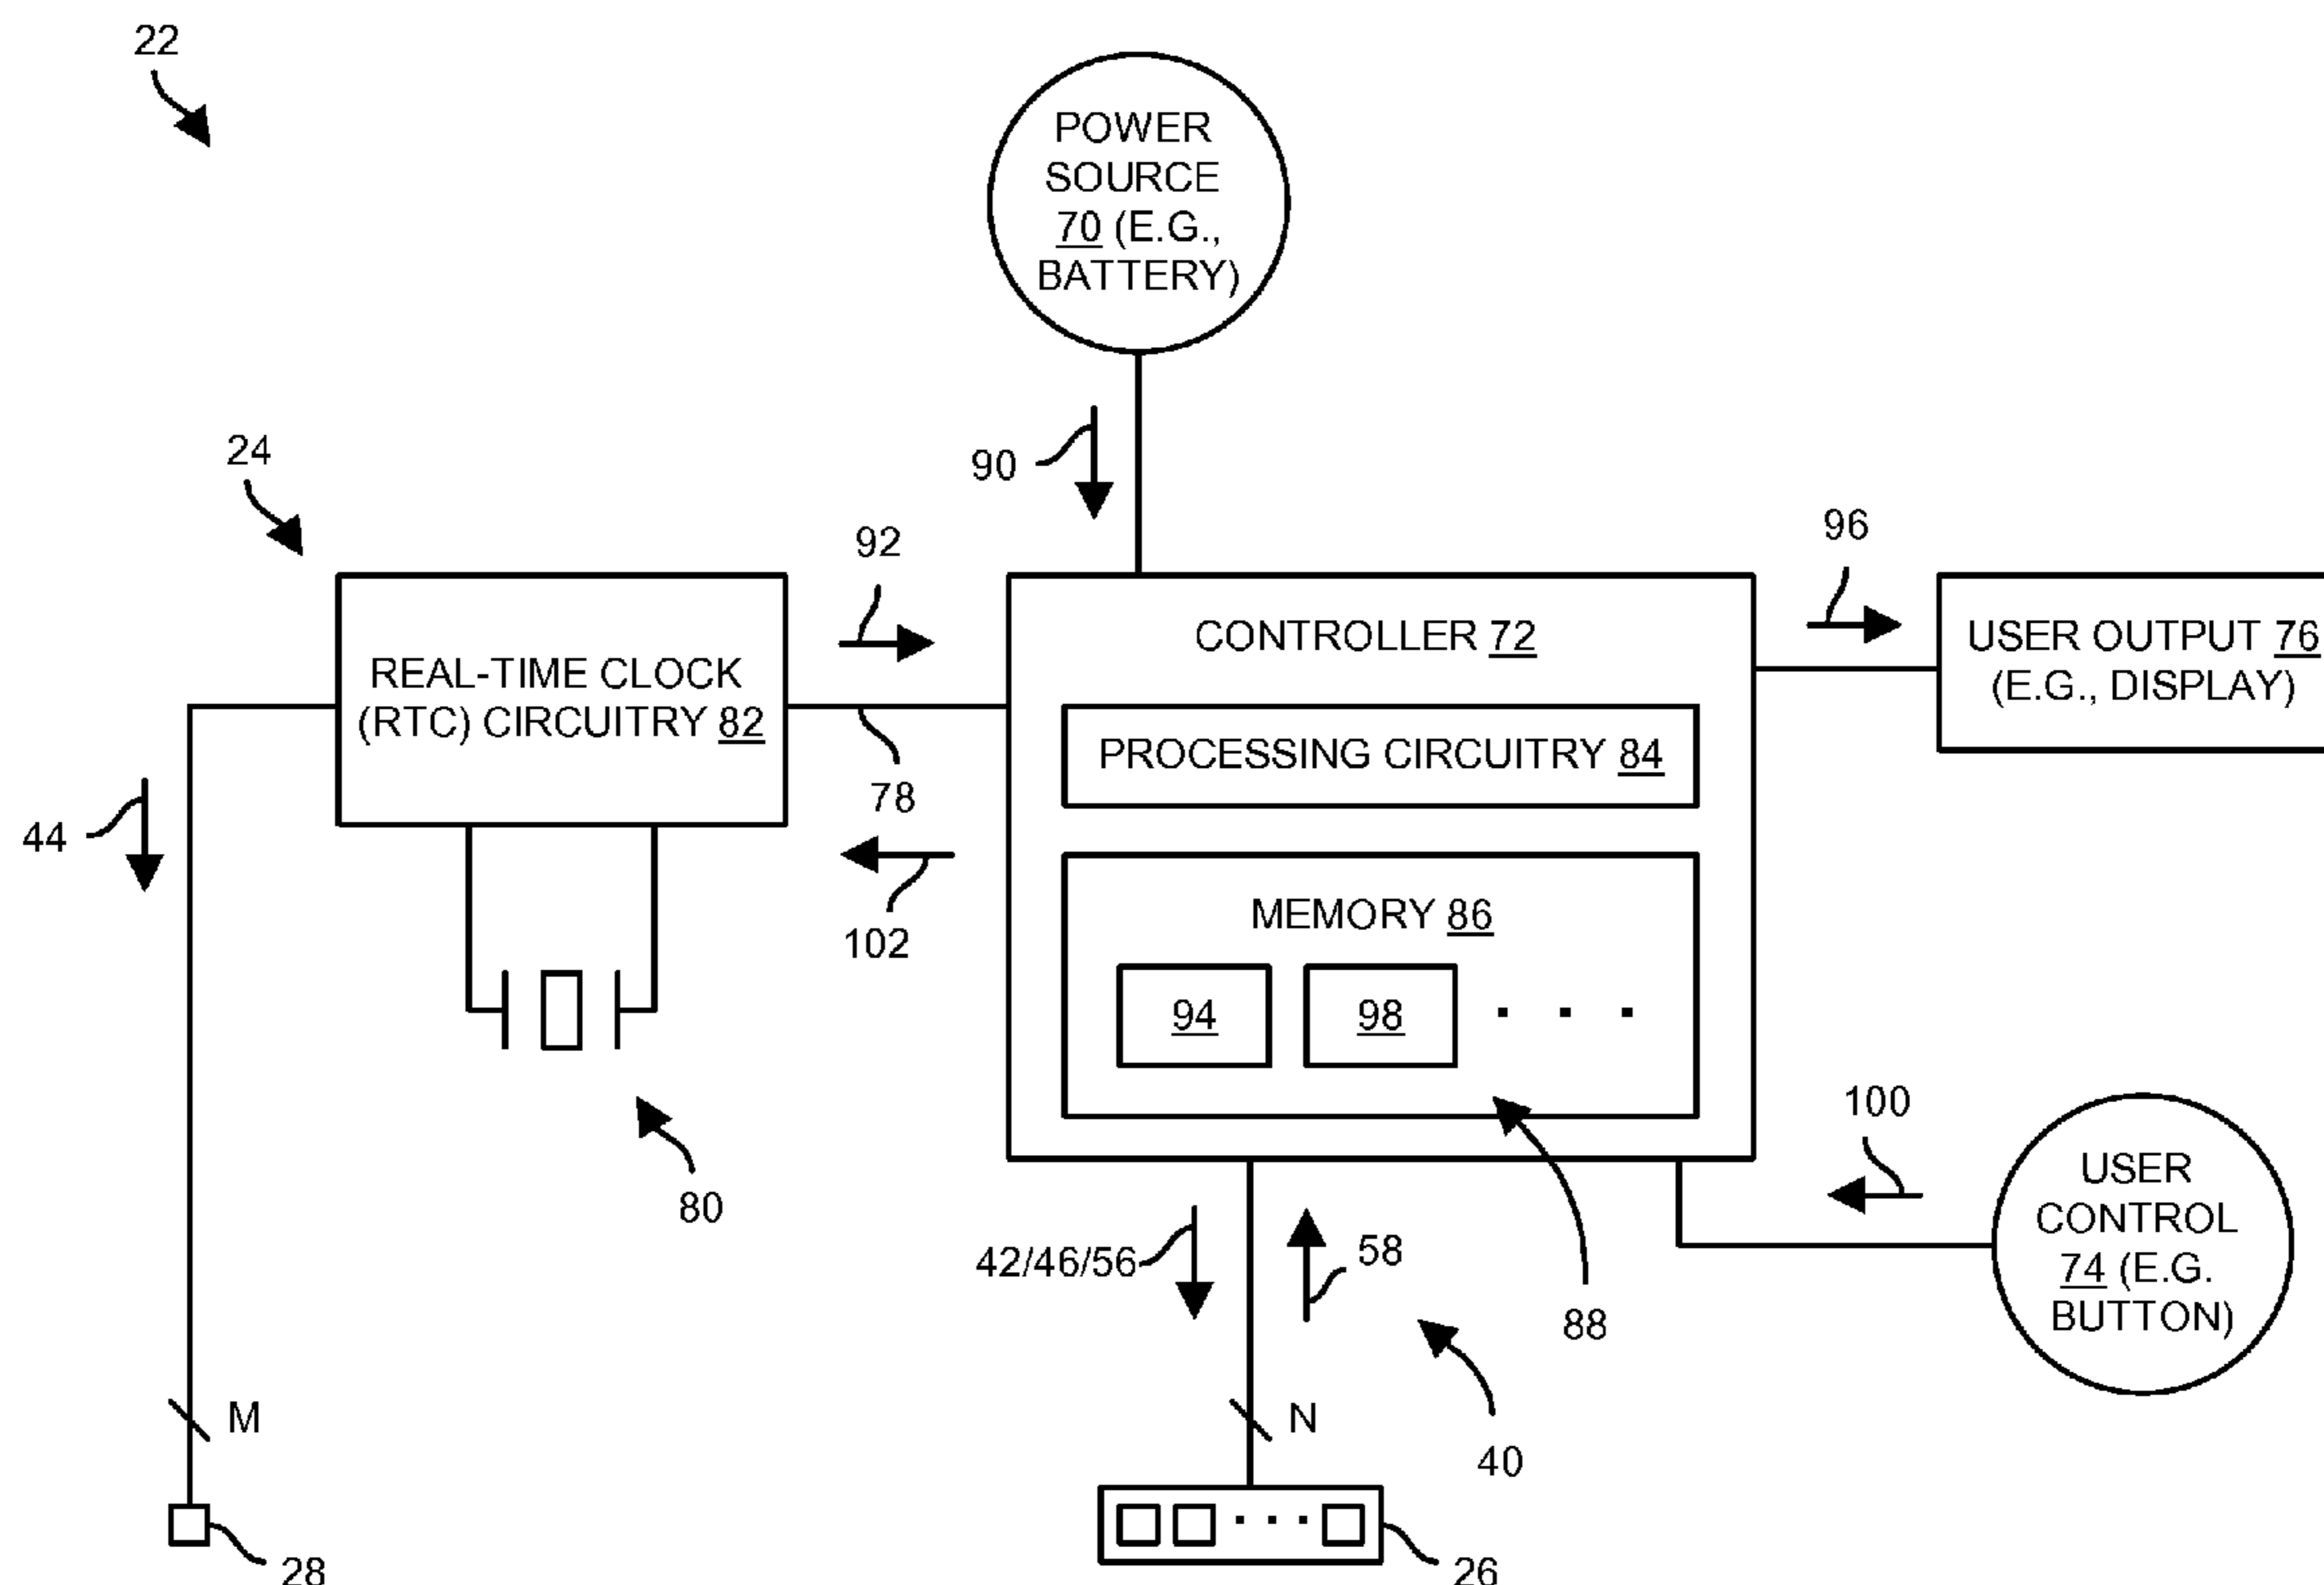 22
POWER
SOURCE
70 (E.G.,
BATTERY)
90
24
92
96
CONTROLLER 72
USER OUTPUT 76
(E.G., DISPLAY)
REAL-TIME CLOCK
(RTC) CIRCUITRY 82
PROCESSING CIRCUITRY 84
78
44
102
MEMORY 86
94
98
. . .
80
100
USER
CONTROL
74 (E.G.
BUTTON)
42/46/56
58
88
M
N
40
28
. . .
26